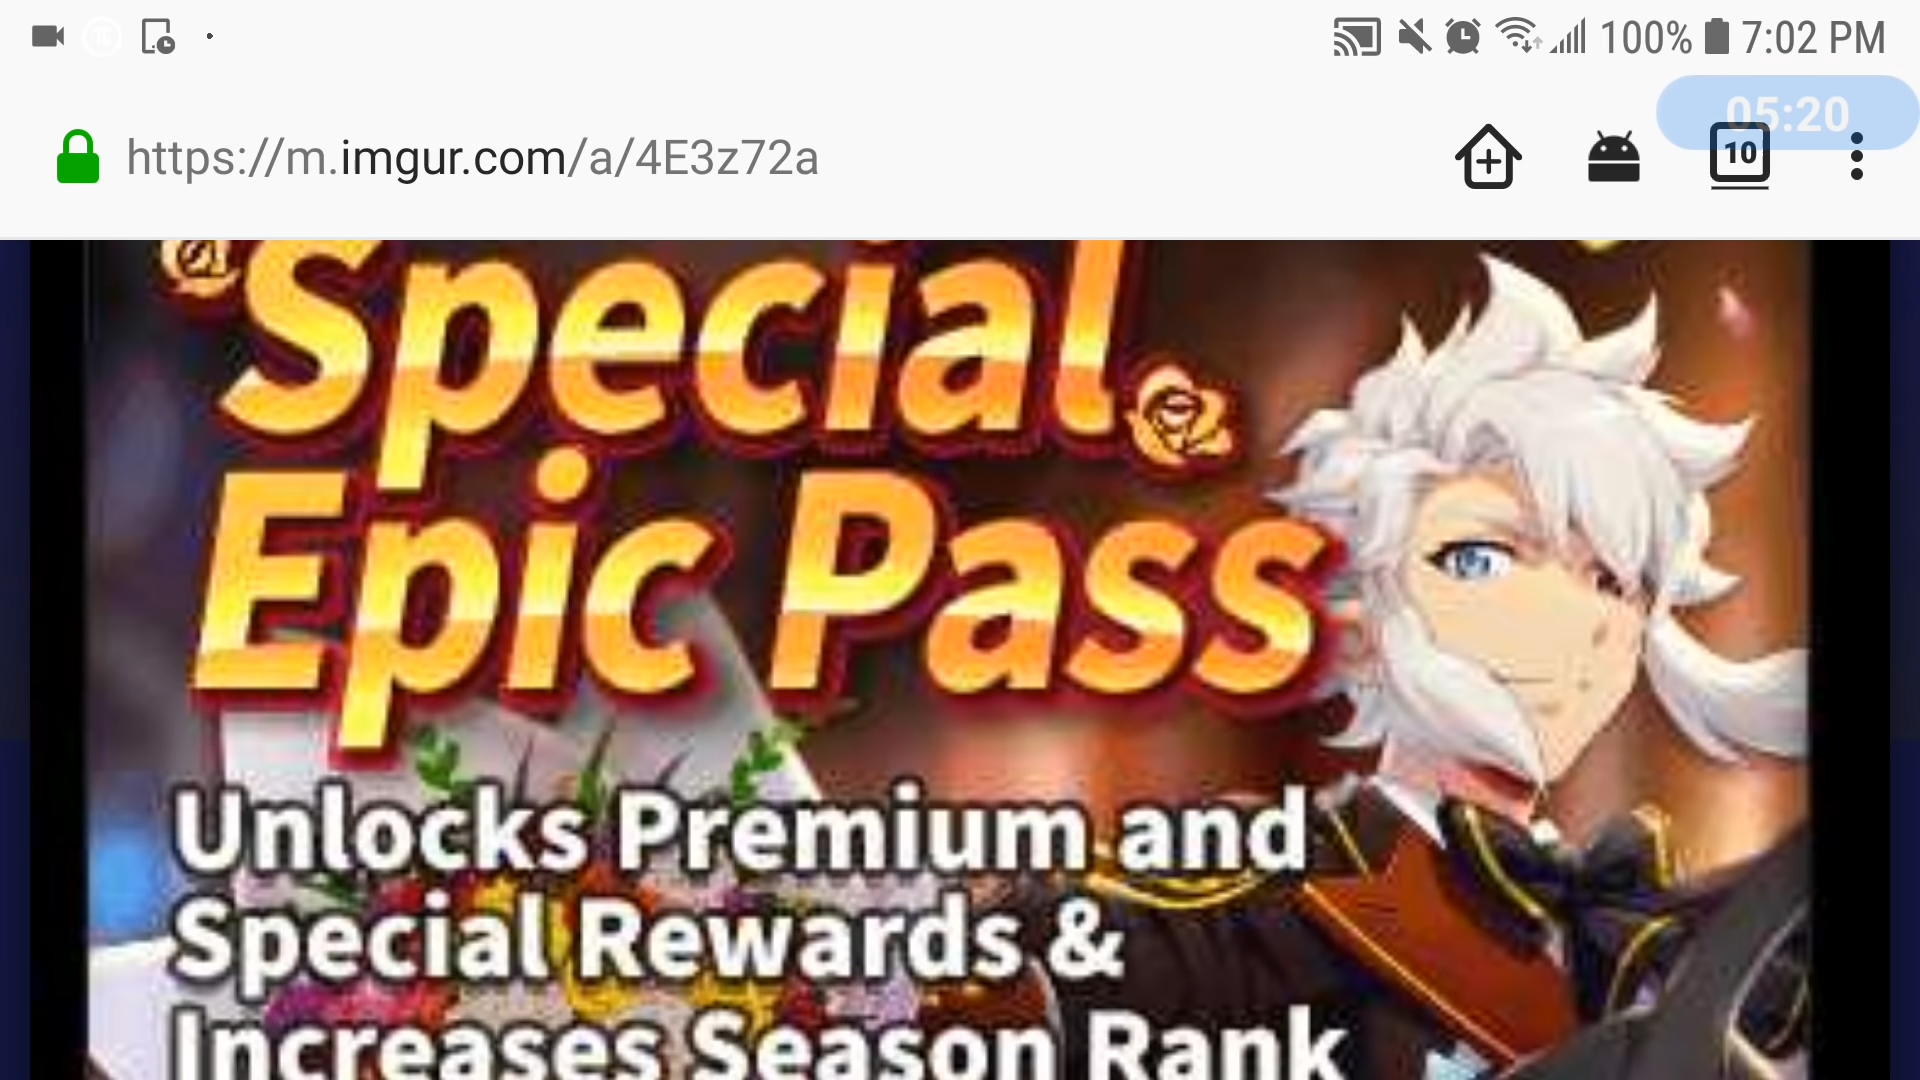 100% 7:02 PM
05:20
https://m.imgur.com/a/4E3z72a
10
Special
Epic Pass
Unlocks Premium and
Special Rewards &
Increases Season Rank